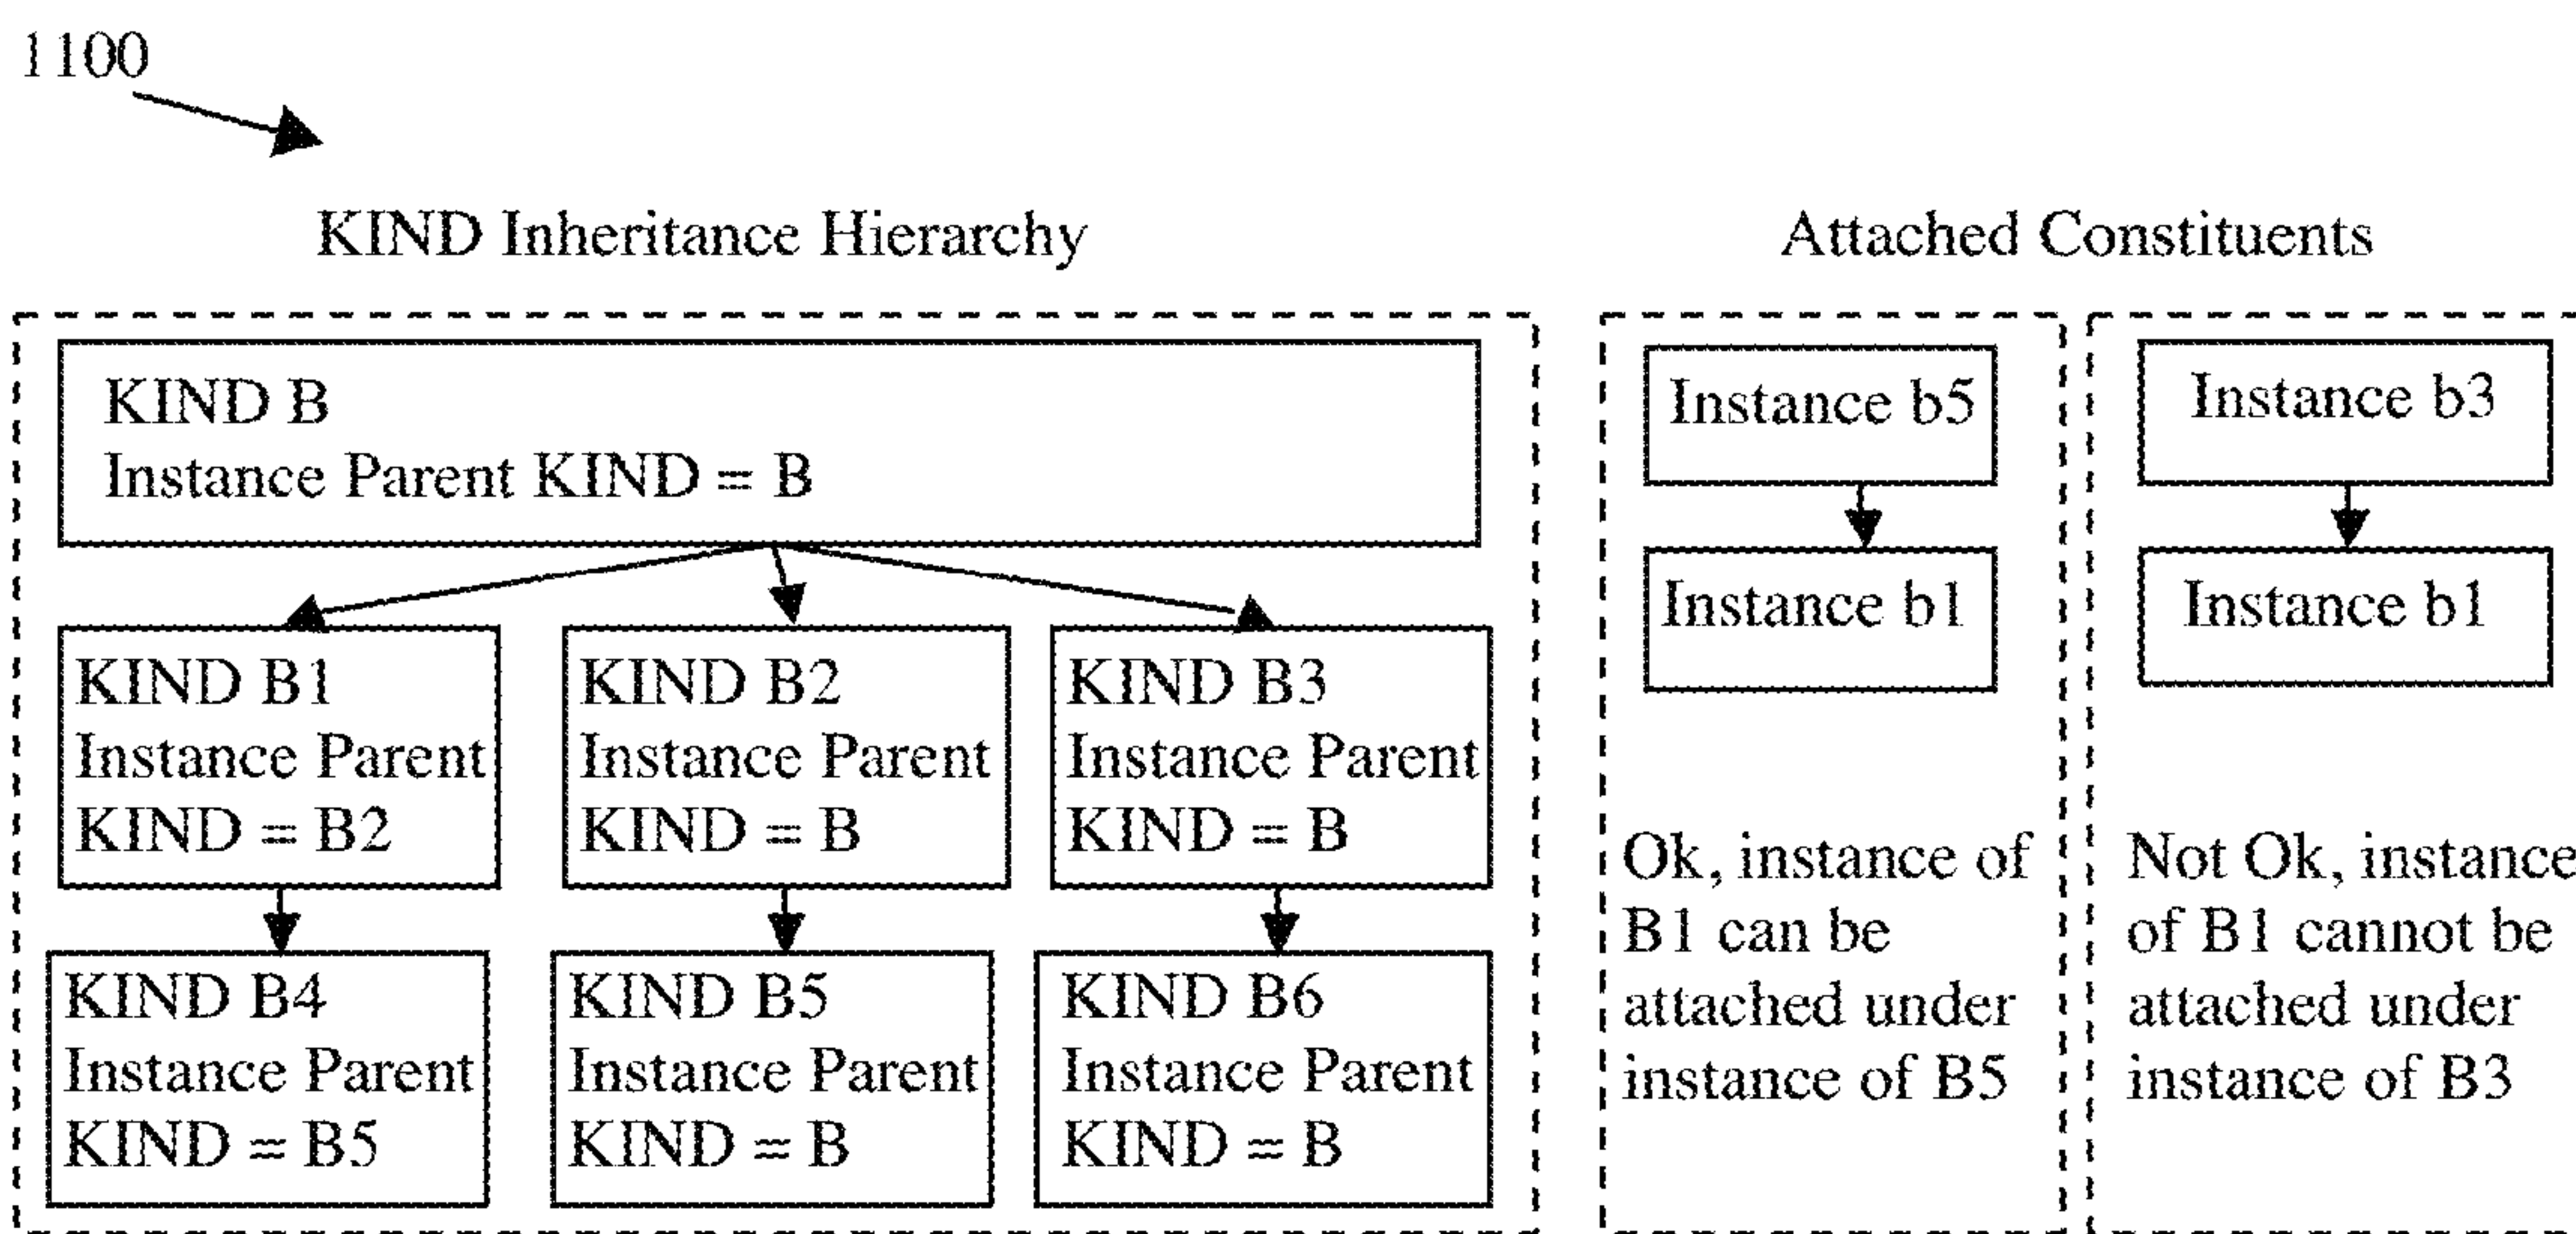 1100
KIND Inheritance Hierarchy
Attached Constituents
KIND B
Instance Parent KIND = B
KIND B1
Instance Parent
KIND = B2
KIND B2
Instance Parent
KIND = B
KIND B3
Instance Parent
KIND = B
KIND B4
Instance Parent
KIND = B5
KIND B5
Instance Parent
KIND = B
KIND B6
Instance Parent
KIND = B
Instance b5
Instance b1
Ok, instance of
B1 can be
attached under
instance of B5
Instance b3
Instance b1
Not Ok, instance
of B1 cannot be
attached under
instance of B3